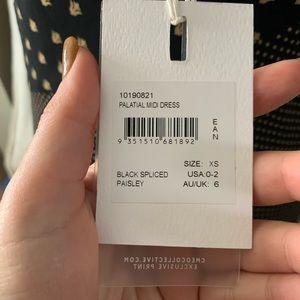 10190821
PALATIAL MIDI DRESS
EAN
9 351510 681892
SIZE: XS
BLACK SPLICED USA:0-2
PAISLEY AU/UK: 6
CMEOCOLLECTIVE.COM
EXCLUSIVE PRINT